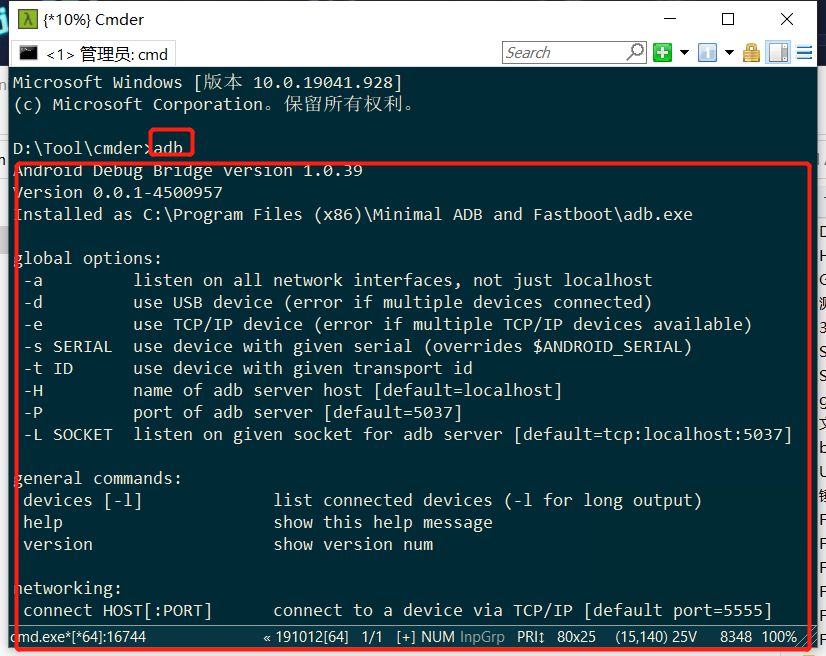 {*10%} Cmder
<1> 管理员: cmd
Search
Microsoft Windows [版本 10.0.19041.928]
(c) Microsoft Corporation。保留所有权利。
D:\Tool\cmder>adb
Android Debug Bridge version 1.0.39
Version 0.0.1-4500957
Installed as C:\Program Files (x86)\Minimal ADB and Fastboot\adb.exe
global options:
-a listen on all network interfaces, not just localhost
-d use USB device (error if multiple devices connected)
-e use TCP/IP device (error if multiple TCP/IP devices available)
-s SERIAL use device with given serial (overrides $ANDROID_SERIAL)
-t ID use device with given transport id
-H name of adb server host [default=localhost]
-P port of adb server [default=5037]
-L SOCKET listen on given socket for adb server [default=tcp:localhost:5037]
general commands:
devices [-l] list connected devices (-l for long output)
help show this help message
version show version num
networking:
connect HOST[:PORT] connect to a device via TCP/IP [default port=5555]
cmd.exe*[*64]:16744 « 191012[64] 1/1 [+] NUM InpGrp PRI↕ 80x25 (15,140) 25V 8348 100%